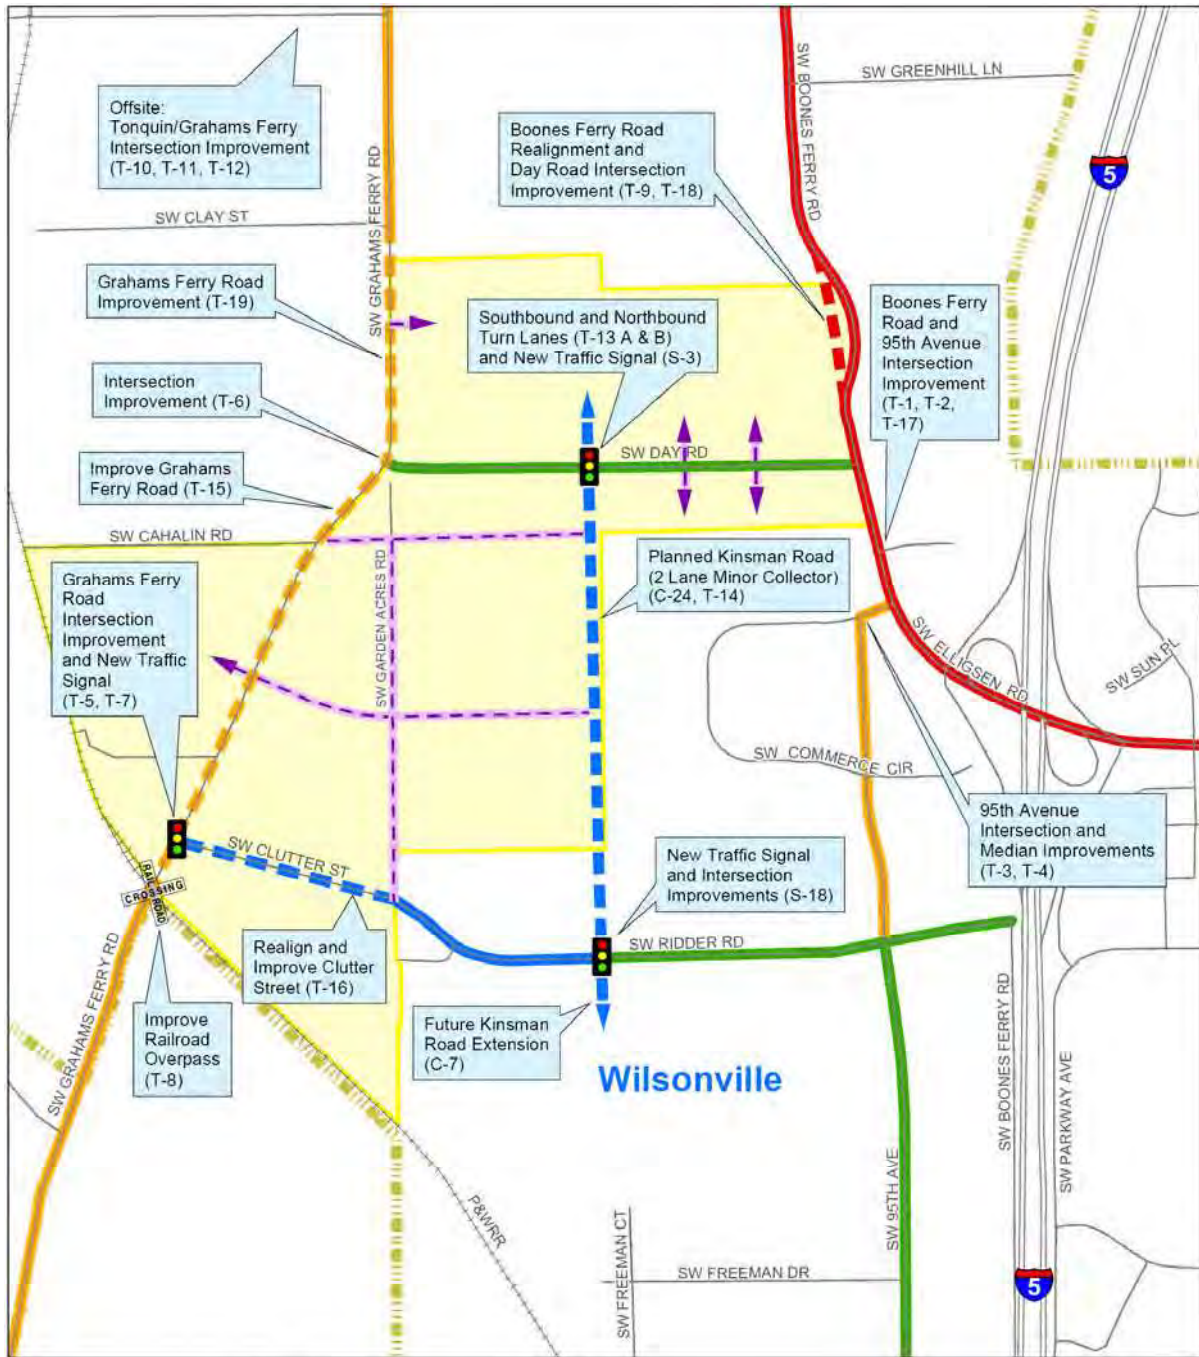 SW GREENHILL LN
SW BOONES FERRY RD
5
Offsite:
Tonquin/Grahams Ferry
Intersection Improvement
(T-10, T-11, T-12)
Boones Ferry Road
Realignment and
Day Road Intersection
Improvement (T-9, T-18)
SW CLAY ST
SW GRAHAMS FERRY RD
Grahams Ferry Road
Improvement (T-19)
Southbound and Northbound
Turn Lanes (T-13 A & B)
and New Traffic Signal (S-3)
Boones Ferry
Road and
95th Avenue
Intersection
Improvement
(T-1, T-2,
T-17)
Intersection
Improvement (T-6)
SW DAY RD
Improve Grahams
Ferry Road (T-15)
SW CAHALIN RD
SW GARDEN ACRES RD
Planned Kinsman Road
(2 Lane Minor Collector)
(C-24, T-14)
Grahams Ferry
Road
Intersection
Improvement
and New Traffic
Signal
(T-5, T-7)
SW ELLIGSEN RD
SW SUN PL
SW COMMERCE CIR
95th Avenue
Intersection and
Median Improvements
(T-3, T-4)
SW CLUTTER ST
New Traffic Signal
and Intersection
Improvements (S-18)
RAIL ROAD
CROSSING
SW RIDDER RD
Realign and
Improve Clutter
Street (T-16)
SW GRAHAMS FERRY RD
Improve
Railroad
Overpass
(T-8)
Future Kinsman
Road Extension
(C-7)
Wilsonville
SW BOONES FERRY RD
SW PARKWAY AVE
P&WRR
SW 95TH AVE
SW FREEMAN CT
SW FREEMAN DR
5